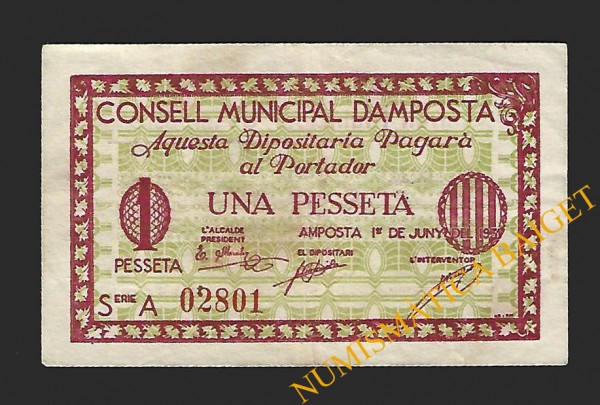 CONSELL MUNICIPAL D'AMPOSTA
Aquesta Dipositaria Pagarà
al Portador
1
UNA PESSETA
PESSETA
L'ALCALDE
PRESIDENT
AMPOSTA 1er DE JUNY DEL
EL DIPOSITARI
L'INTERVENTOR
SERIE A 02801
NUMISMATICA BAIGET